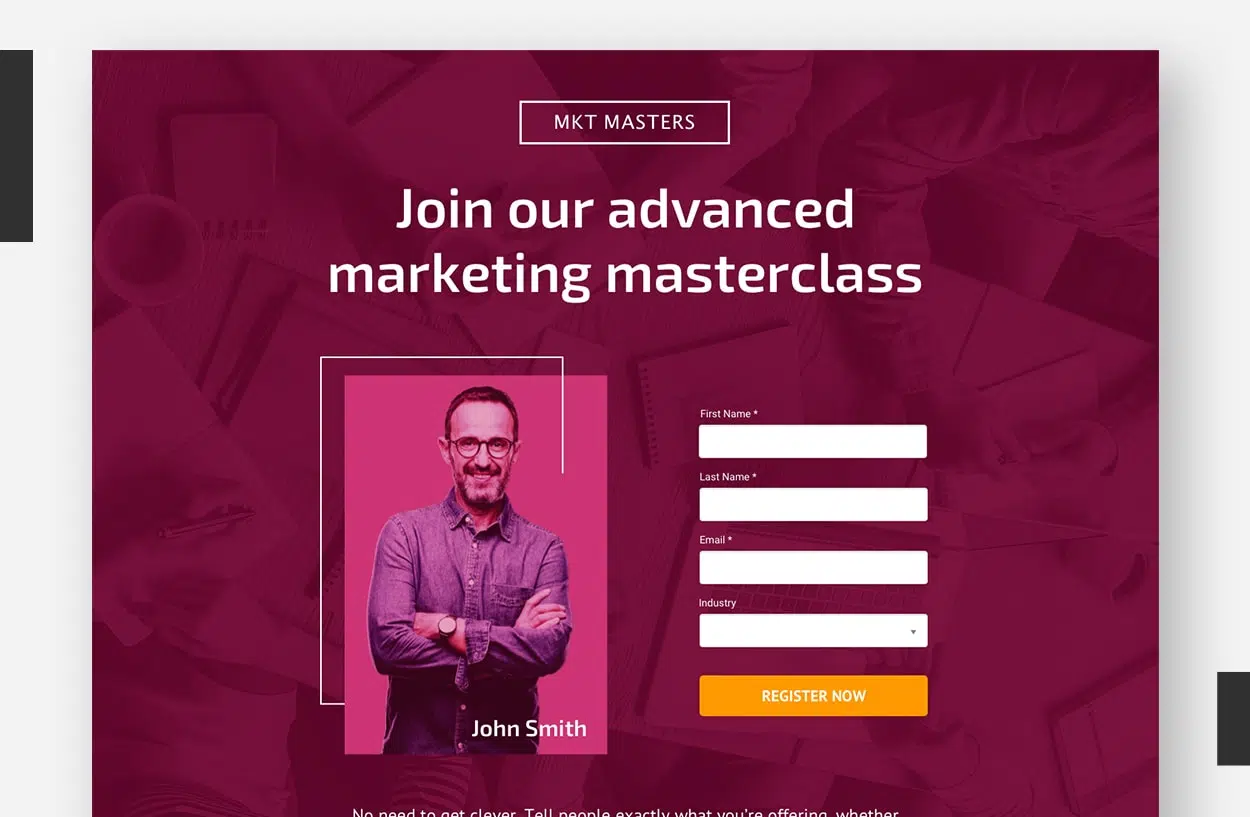 MKT MASTERS
Join our advanced
marketing masterclass
First Name *
Last Name *
Email *
Industry
REGISTER NOW
John Smith
No need to get clever. Tell people exactly what you're offering, whether